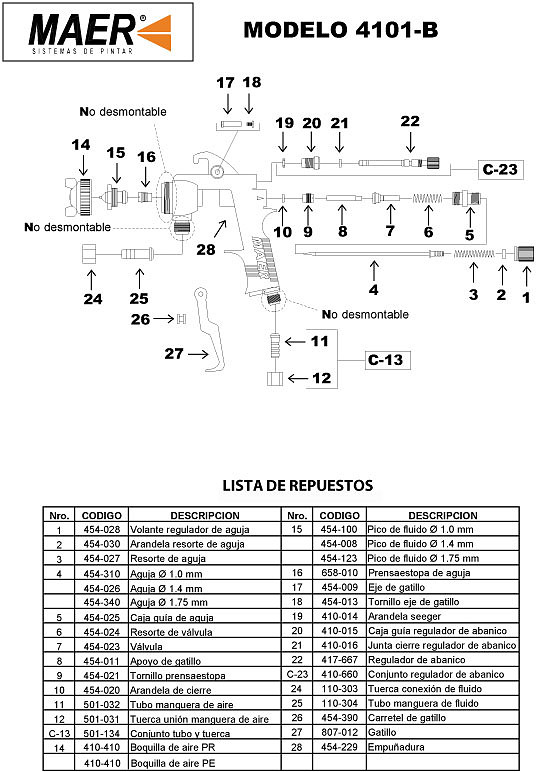 MAER®
SISTEMAS DE PINTAR
MODELO 4101-B
17 18
No desmontable
19 20 21 22
14 15 16
C-23
No desmontable
10 9 8 7 6 5
28
24 25
4 3 2 1
26
No desmontable
27
11
C-13
12
MAER
LISTA DE REPUESTOS
Nro. CODIGO DESCRIPCION Nro. CODIGO DESCRIPCION
1 454-028 Volante regulador de aguja 15 454-100 Pico de fluido Ø 1.0 mm
2 454-030 Arandela resorte de aguja 454-008 Pico de fluido Ø 1.4 mm
3 454-027 Resorte de aguja 454-123 Pico de fluido Ø 1.75 mm
4 454-310 Aguja Ø 1.0 mm 16 658-010 Prensaestopa de aguja
454-026 Aguja Ø 1.4 mm 17 454-009 Eje de gatillo
454-340 Aguja Ø 1.75 mm 18 454-013 Tornillo eje de gatillo
5 454-025 Caja guía de aguja 19 410-014 Arandela seeger
6 454-024 Resorte de válvula 20 410-015 Caja guía regulador de abanico
7 454-023 Válvula 21 410-016 Junta cierre regulador de abanico
8 454-011 Apoyo de gatillo 22 417-667 Regulador de abanico
9 454-021 Tornillo prensaestopa C-23 410-660 Conjunto regulador de abanico
10 454-020 Arandela de cierre 24 110-303 Tuerca conexión de fluido
11 501-032 Tubo manguera de aire 25 110-304 Tubo manguera de fluido
12 501-031 Tuerca unión manguera de aire 26 454-390 Carretel de gatillo
C-13 501-134 Conjunto tubo y tuerca 27 807-012 Gatillo
14 410-410 Boquilla de aire PR 28 454-229 Empuñadura
410-410 Boquilla de aire PE